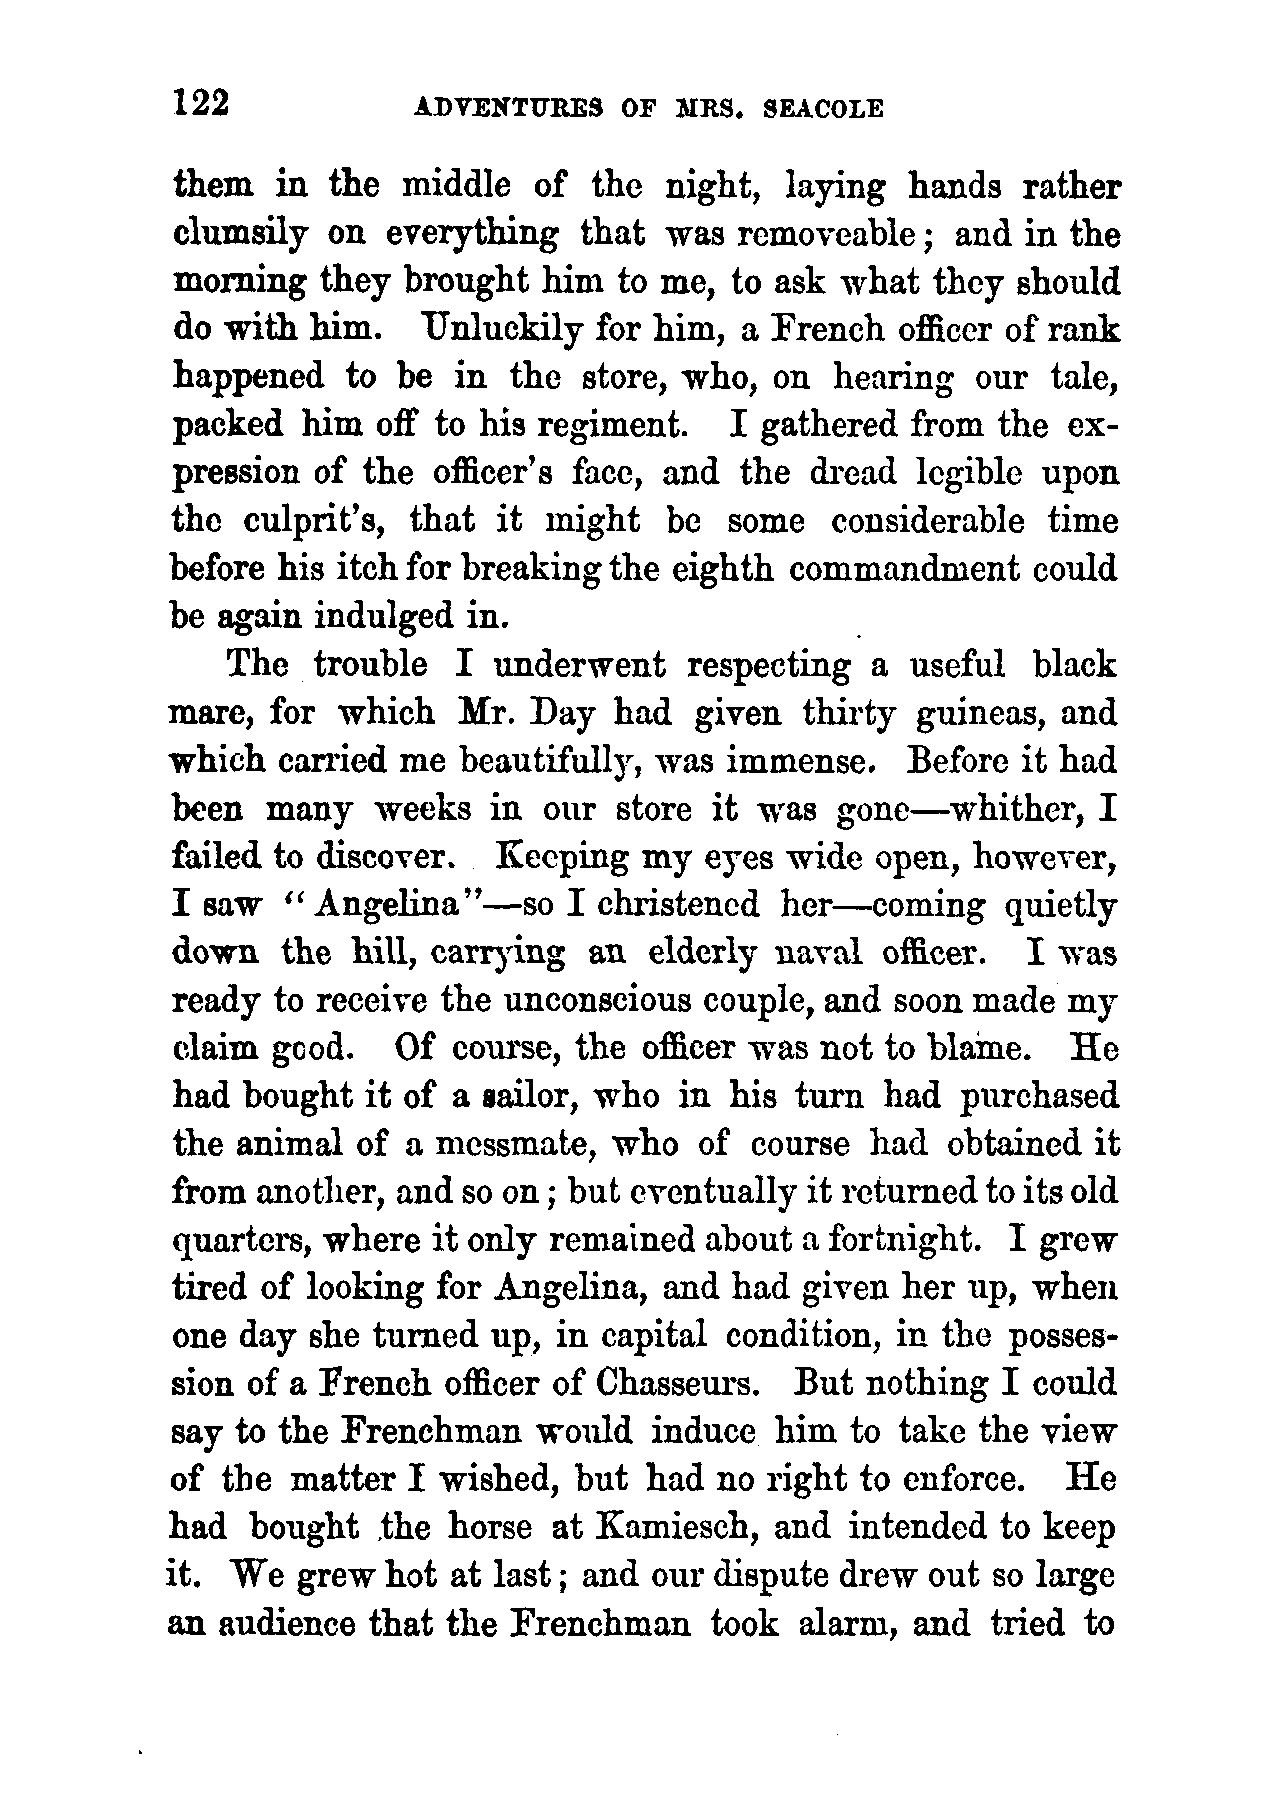 122 ADVENTURES OF MRS. SEACOLE
them in the middle of the night, laying hands rather
clumsily on everything that was removeable; and in the
morning they brought him to me, to ask what they should
do with him. Unluckily for him, a French officer of rank
happened to be in the store, who, on hearing our tale,
packed him off to his regiment. I gathered from the ex-
pression of the officer's face, and the dread legible upon
the culprit's, that it might be some considerable time
before his itch for breaking the eighth commandment could
be again indulged in.
The trouble I underwent respecting a useful black
mare, for which Mr. Day had given thirty guineas, and
which carried me beautifully, was immense. Before it had
been many weeks in our store it was gone—whither, I
failed to discover. Keeping my eyes wide open, however,
I saw "Angelina"—so I christened her—coming quietly
down the hill, carrying an elderly naval officer. I was
ready to receive the unconscious couple, and soon made my
claim good. Of course, the officer was not to blame. He
had bought it of a sailor, who in his turn had purchased
the animal of a messmate, who of course had obtained it
from another, and so on; but eventually it returned to its old
quarters, where it only remained about a fortnight. I grew
tired of looking for Angelina, and had given her up, when
one day she turned up, in capital condition, in the posses-
sion of a French officer of Chasseurs. But nothing I could
say to the Frenchman would induce him to take the view
of the matter I wished, but had no right to enforce. He
had bought the horse at Kamiesch, and intended to keep
it. We grew hot at last; and our dispute drew out so large
an audience that the Frenchman took alarm, and tried to